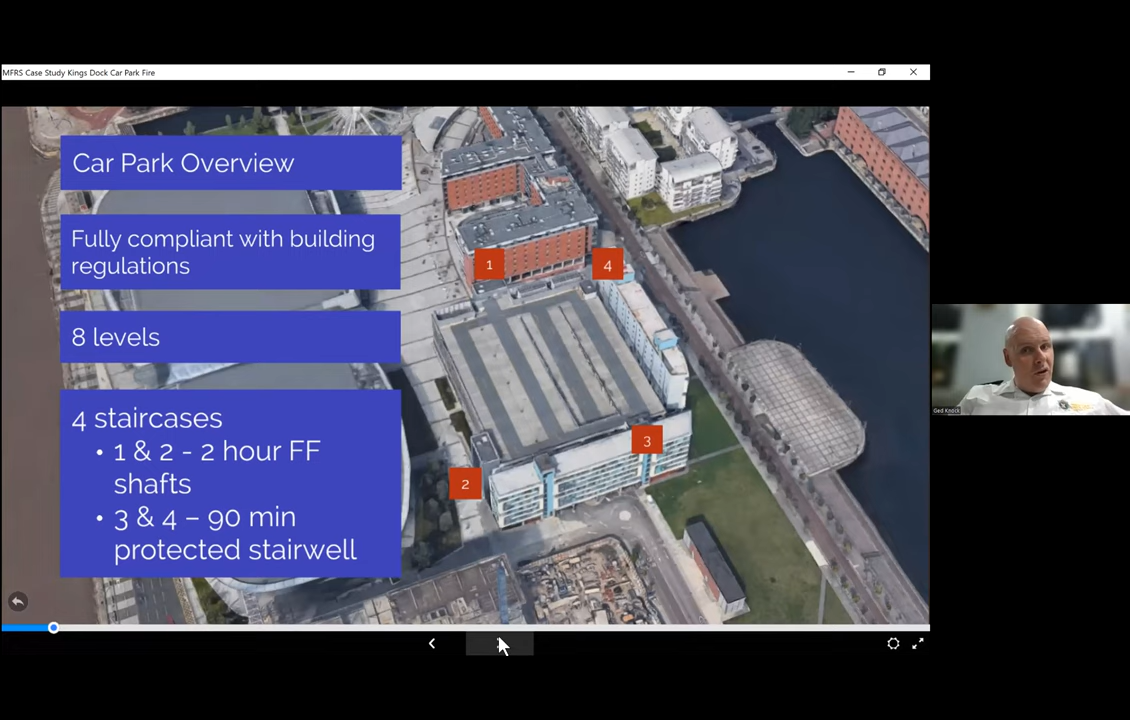 MFRS Case Study Kings Dock Car Park Fire
Car Park Overview
Fully compliant with building
regulations
8 levels
4 staircases
• 1 & 2 - 2 hour FF
shafts
• 3 & 4 – 90 min
protected stairwell
1
4
3
2
Ged Knock